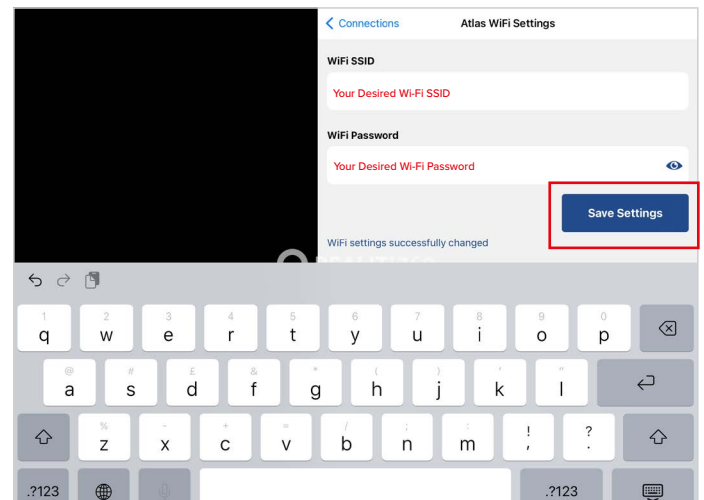 Connections
Atlas WiFi Settings
WiFi SSID
Your Desired Wi-Fi SSID
WiFi Password
Your Desired Wi-Fi Password
Save Settings
WiFi settings successfully changed
1 2 3 4 5 6 7 8 9 0
q w e r t y u i o p
@ # £ & * ( ) ' "
a s d f g h j k l
% - + = / ; : ! ?
z x c v b n m , .
.?123 .?123